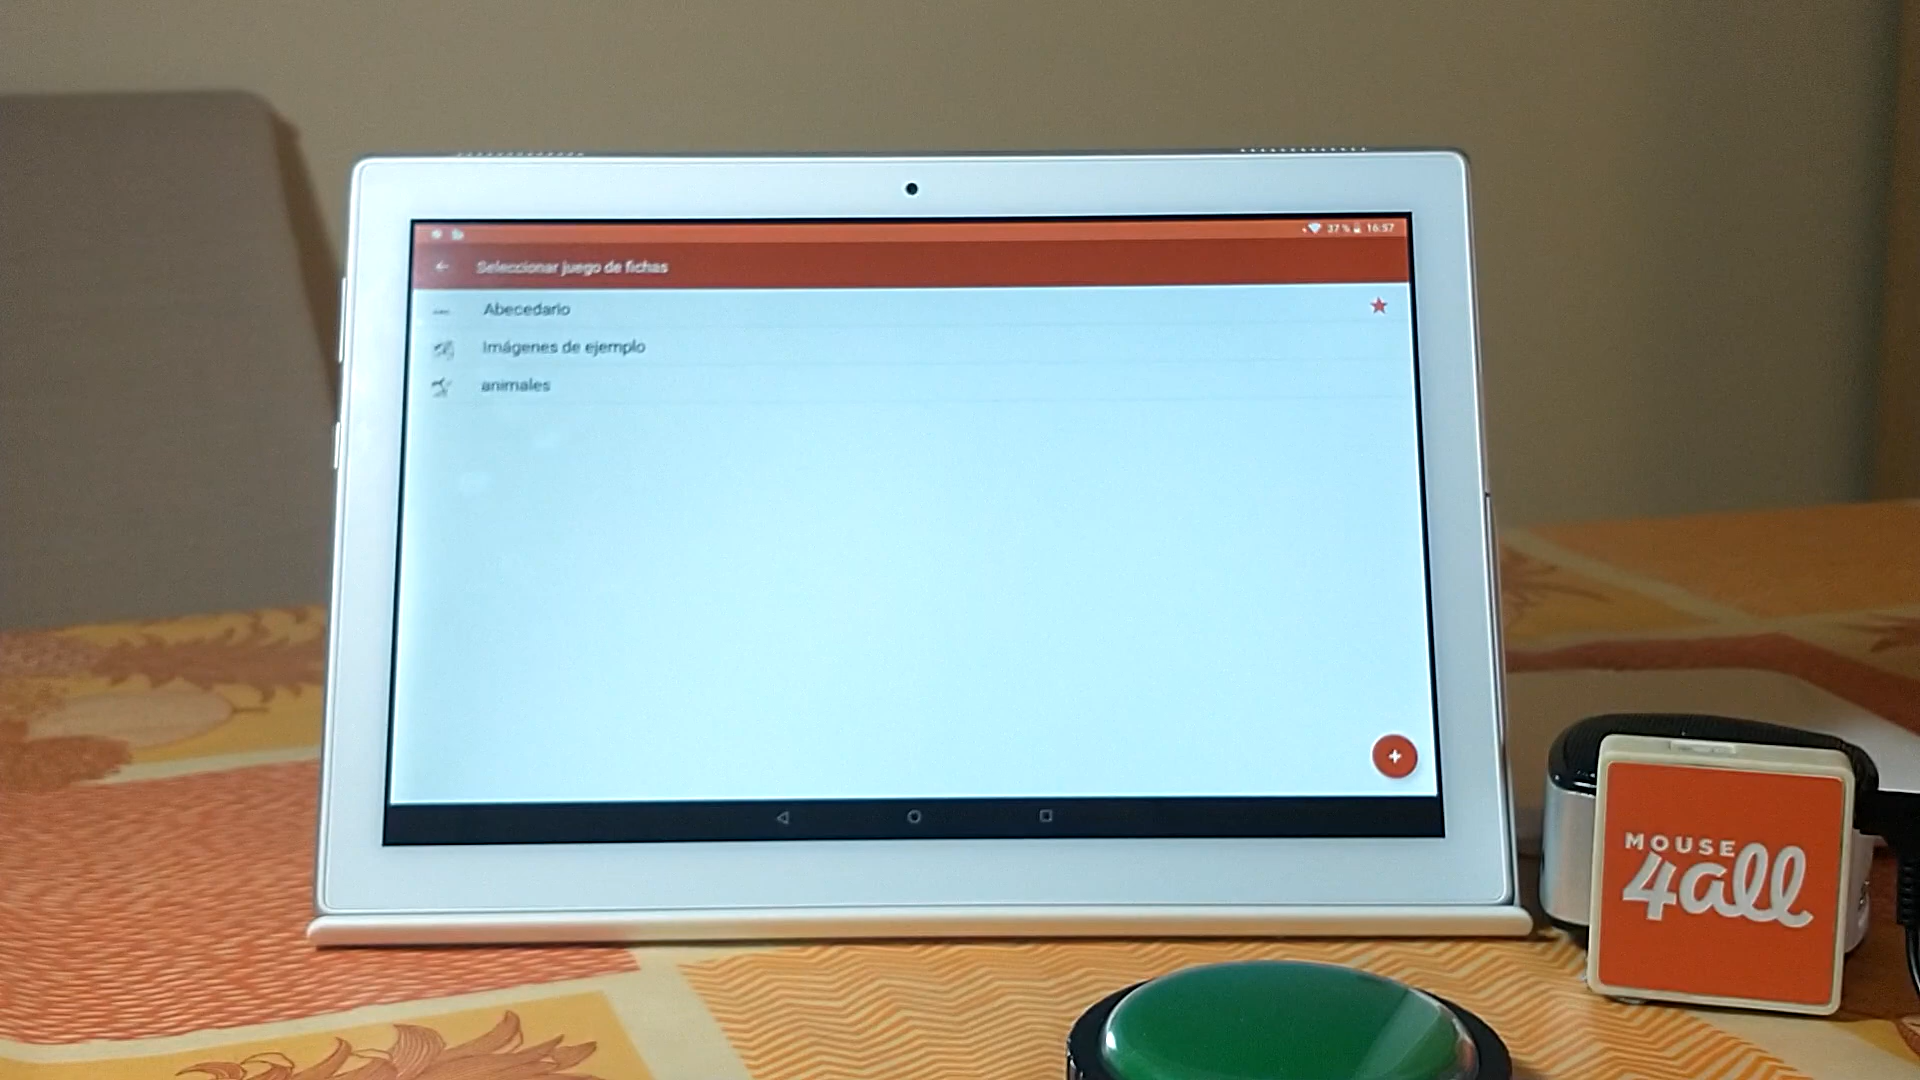 37 % 16:57
Seleccionar juego de fichas
Abecedario
Imágenes de ejemplo
animales
MOUSE
4all